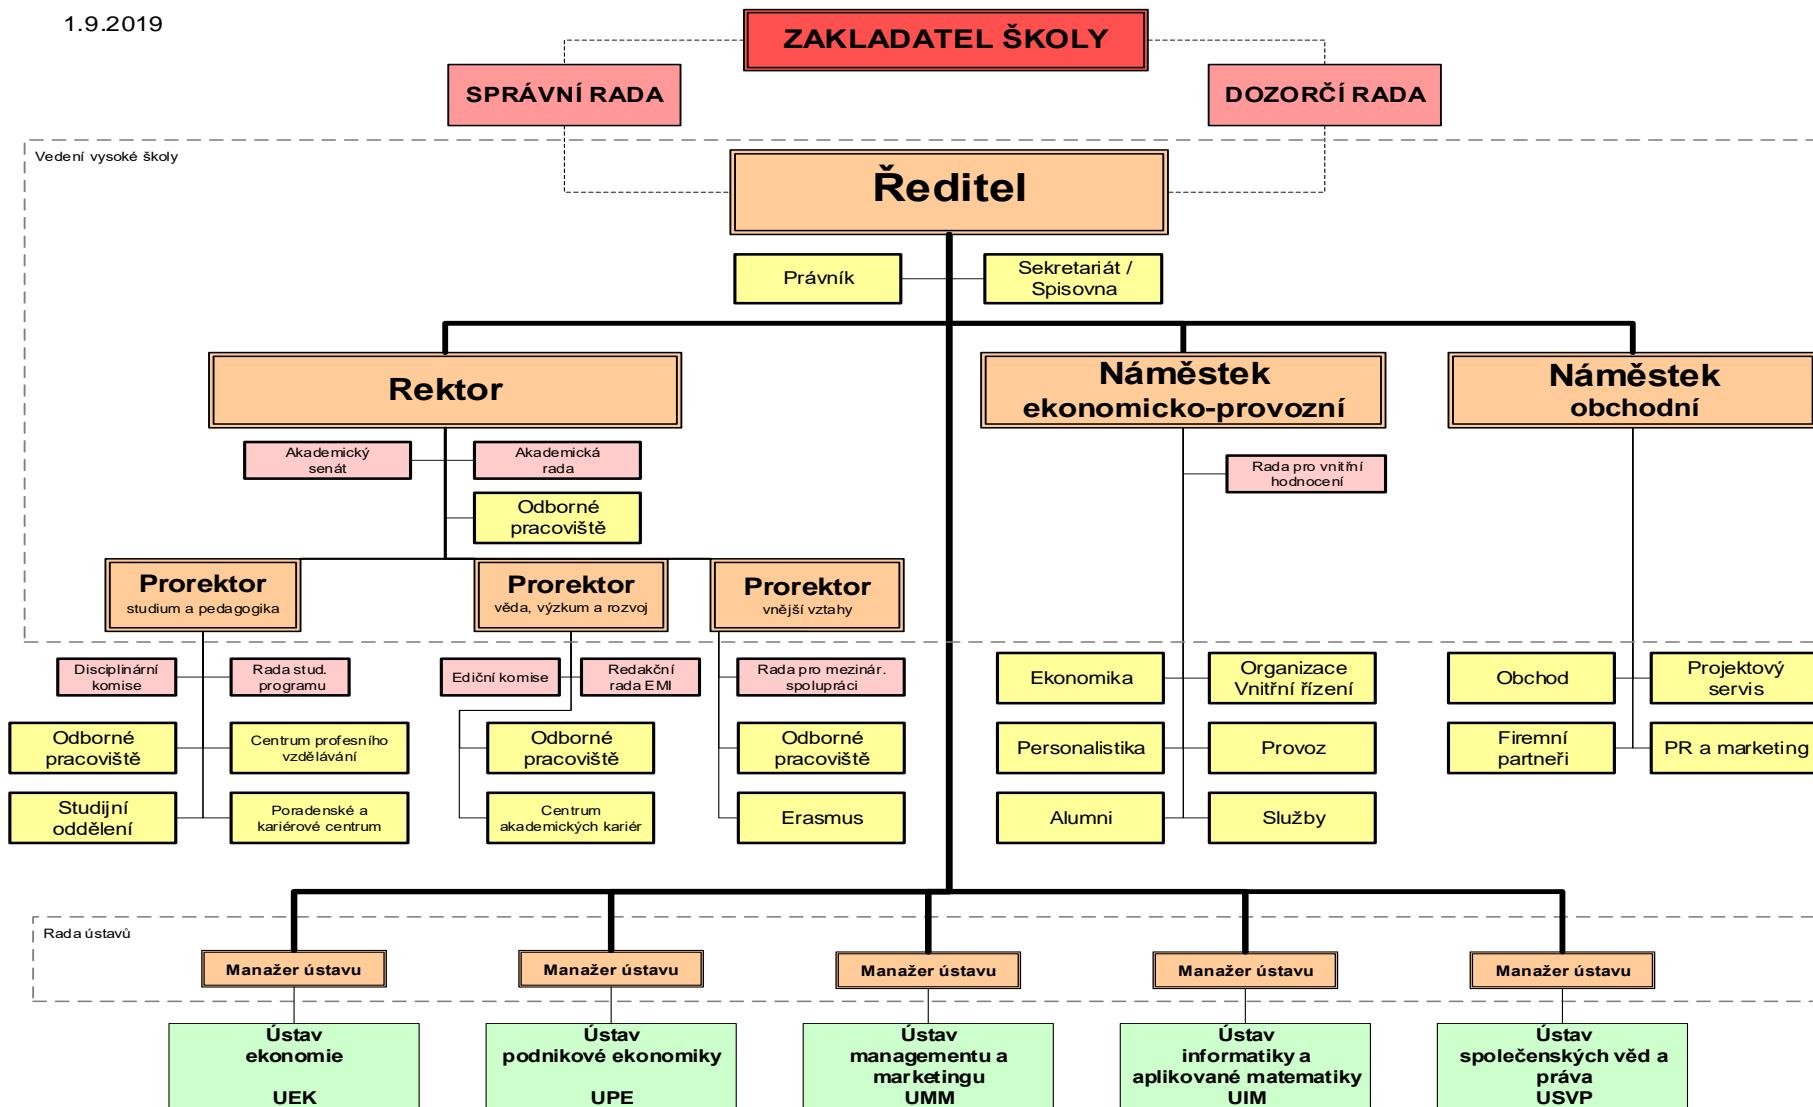 1.9.2019
ZAKLADATEL ŠKOLY
SPRÁVNÍ RADA
DOZORČÍ RADA
Vedení vysoké školy
Ředitel
Právník
Sekretariát /
Spisovna
Rektor
Náměstek
ekonomicko-provozní
Náměstek
obchodní
Akademický
senát
Akademická
rada
Rada pro vnitřní
hodnocení
Odborné
pracoviště
Prorektor
studium a pedagogika
Prorektor
věda, výzkum a rozvoj
Prorektor
vnější vztahy
Disciplinární
komise
Rada stud.
programu
Ediční komise
Redakční
rada EMI
Rada pro mezinár.
spolupráci
Ekonomika
Organizace
Vnitřní řízení
Obchod
Projektový
servis
Odborné
pracoviště
Centrum profesního
vzdělávání
Odborné
pracoviště
Odborné
pracoviště
Personalistika
Provoz
Firemní
partneři
PR a marketing
Studijní
oddělení
Poradenské a
kariérové centrum
Centrum
akademických kariér
Erasmus
Alumni
Služby
Rada ústavů
Manažer ústavu
Manažer ústavu
Manažer ústavu
Manažer ústavu
Manažer ústavu
Ústav
ekonomie
UEK
Ústav
podnikové ekonomiky
UPE
Ústav
managementu a
marketingu
UMM
Ústav
informatiky a
aplikované matematiky
UIM
Ústav
společenských věd a
práva
USVP